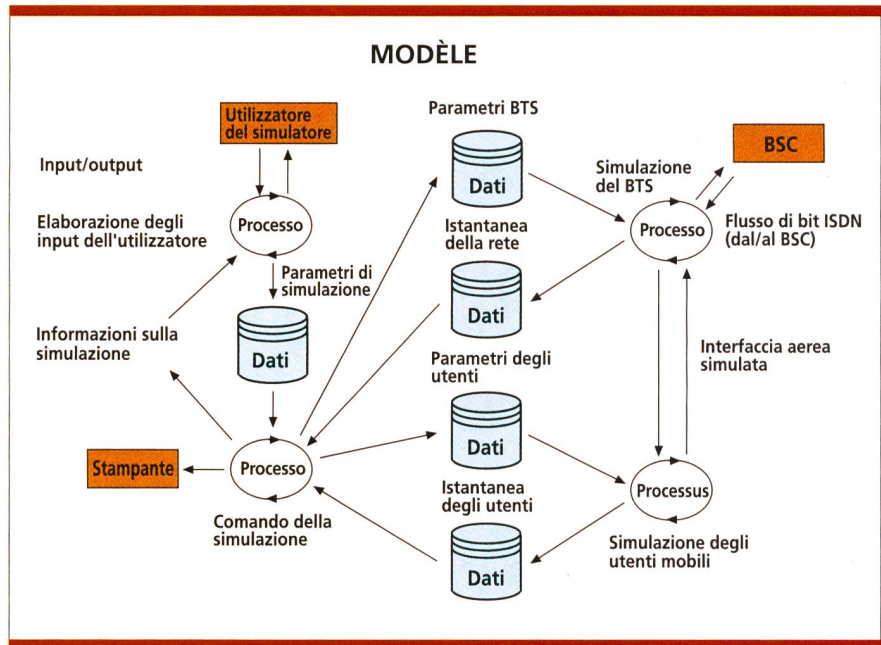 MODÈLE
Utilizzatore
del simulatore
Input/output
Processo
Elaborazione degli
input dell'utilizzatore
Parametri di
simulazione
Dati
Informazioni sulla
simulazione
Stampante
Processo
Comando della
simulazione
Parametri BTS
Dati
Istantanea
della rete
Dati
Parametri degli
utenti
Dati
Istantanea
degli utenti
Dati
BSC
Simulazione
del BTS
Processo
Flusso di bit ISDN
(dal/al BSC)
Interfaccia aerea
simulata
Processus
Simulazione degli
utenti mobili